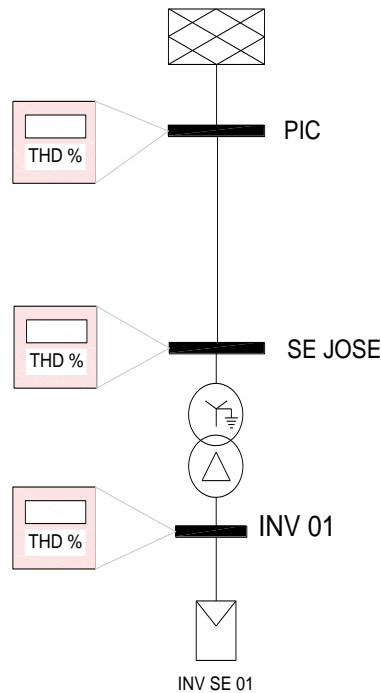 PIC
THD %
SE JOSE
THD %
INV 01
THD %
INV SE 01